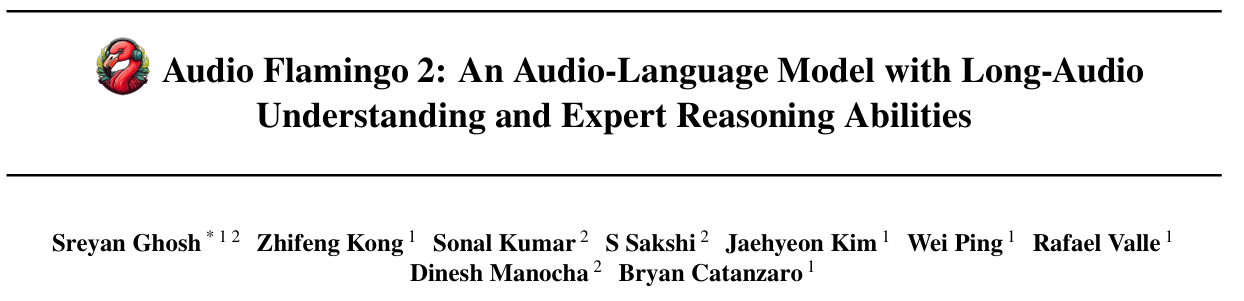 Audio Flamingo 2: An Audio-Language Model with Long-Audio
Understanding and Expert Reasoning Abilities
Sreyan Ghosh * 1 2 Zhifeng Kong 1 Sonal Kumar 2 S Sakshi 2 Jaehyeon Kim 1 Wei Ping 1 Rafael Valle 1
Dinesh Manocha 2 Bryan Catanzaro 1